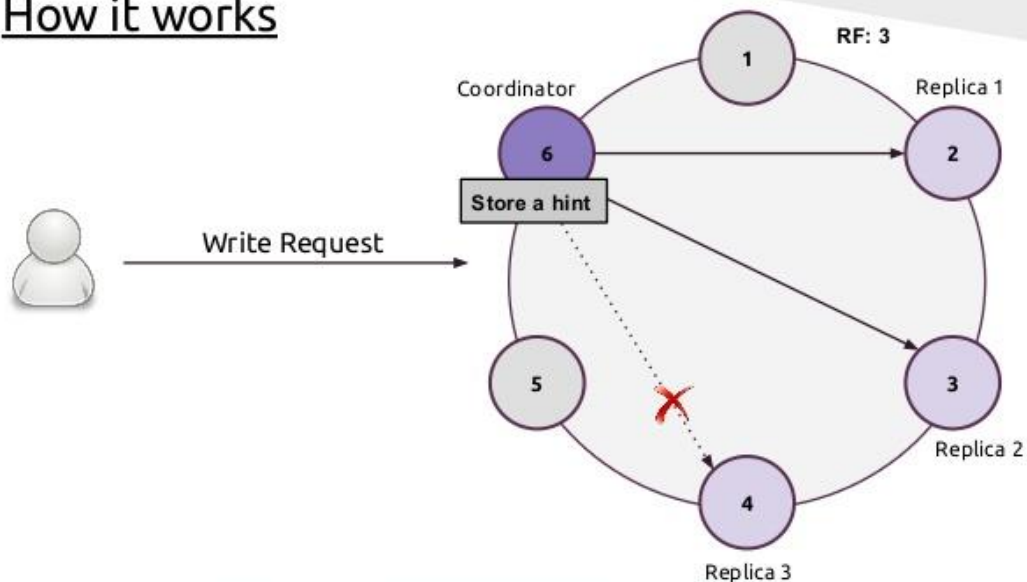 How it works
RF: 3
1
Coordinator
Replica 1
6
2
Store a hint
Write Request
5
3
Replica 2
4
Replica 3